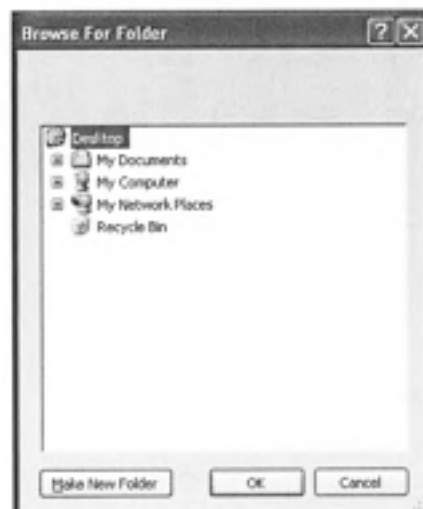 Browse For Folder
Desktop
My Documents
My Computer
My Network Places
Recycle Bin
Make New Folder OK Cancel